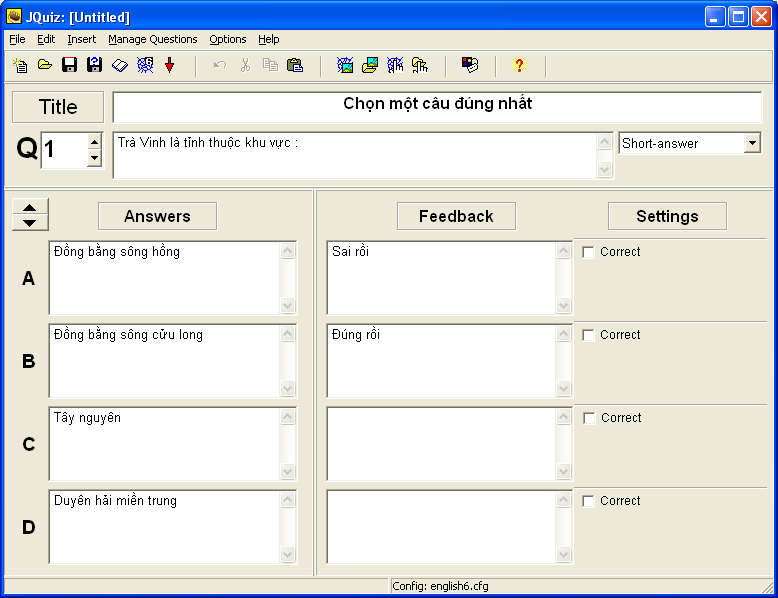 JQuiz: [Untitled]
File Edit Insert Manage Questions Options Help
Title
Chọn một câu đúng nhất
Q 1
Trà Vinh là tỉnh thuộc khu vực :
Short-answer
Answers Feedback Settings
A
Đồng bằng sông hồng
Sai rồi
Correct
B
Đồng bằng sông cửu long
Đúng rồi
Correct
C
Tây nguyên
Correct
D
Duyên hải miền trung
Correct
Config: english6.cfg